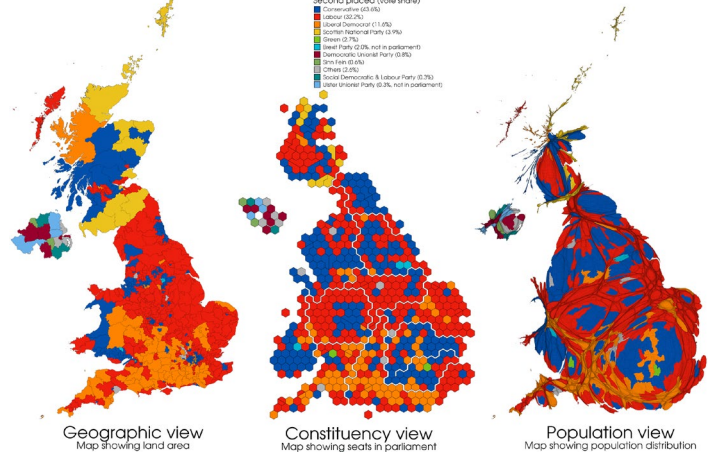 Second placed (vote share)
Conservative (43.6%)
Labour (32.2%)
Liberal Democrat (11.6%)
Scottish National Party (3.9%)
Green (2.7%)
Brexit Party (2.0%, not in parliament)
Democratic Unionist Party (0.8%)
Sinn Fein (0.6%)
Others (2.6%)
Social Democratic & Labour Party (0.3%)
Ulster Unionist Party (0.3%, not in parliament)
Geographic view
Map showing land area
Constituency view
Map showing seats in parliament
Population view
Map showing population distribution